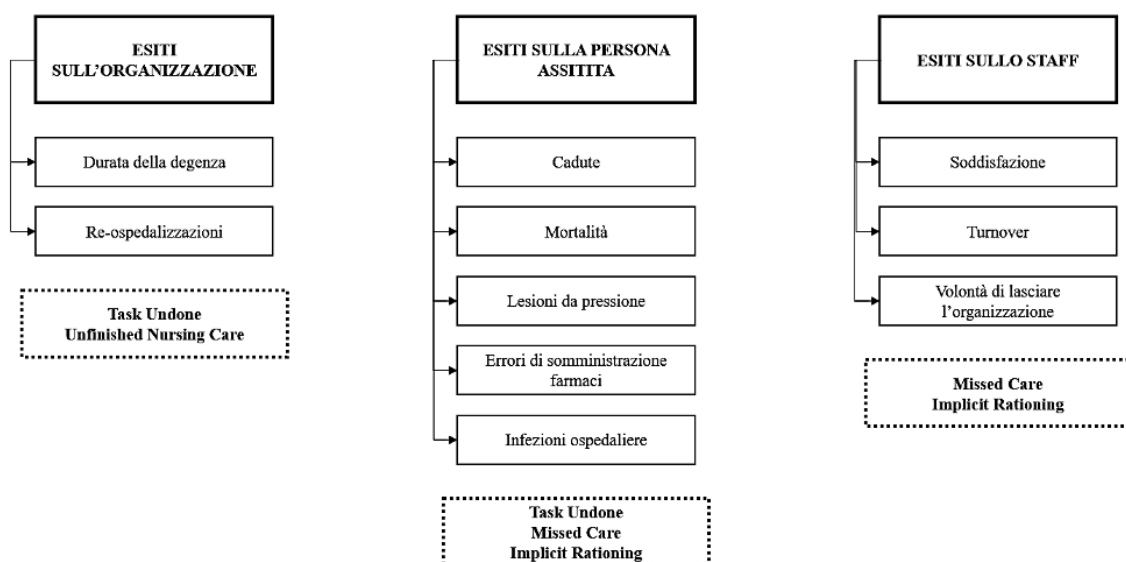 ESITI
SULL'ORGANIZZAZIONE
Durata della degenza
Re-ospedalizzazioni
Task Undone
Unfinished Nursing Care
ESITI SULLA PERSONA
ASSITITA
Cadute
Mortalità
Lesioni da pressione
Errori di somministrazione
farmaci
Infezioni ospedaliere
Task Undone
Missed Care
Implicit Rationing
ESITI SULLO STAFF
Soddisfazione
Turnover
Volontà di lasciare
l'organizzazione
Missed Care
Implicit Rationing